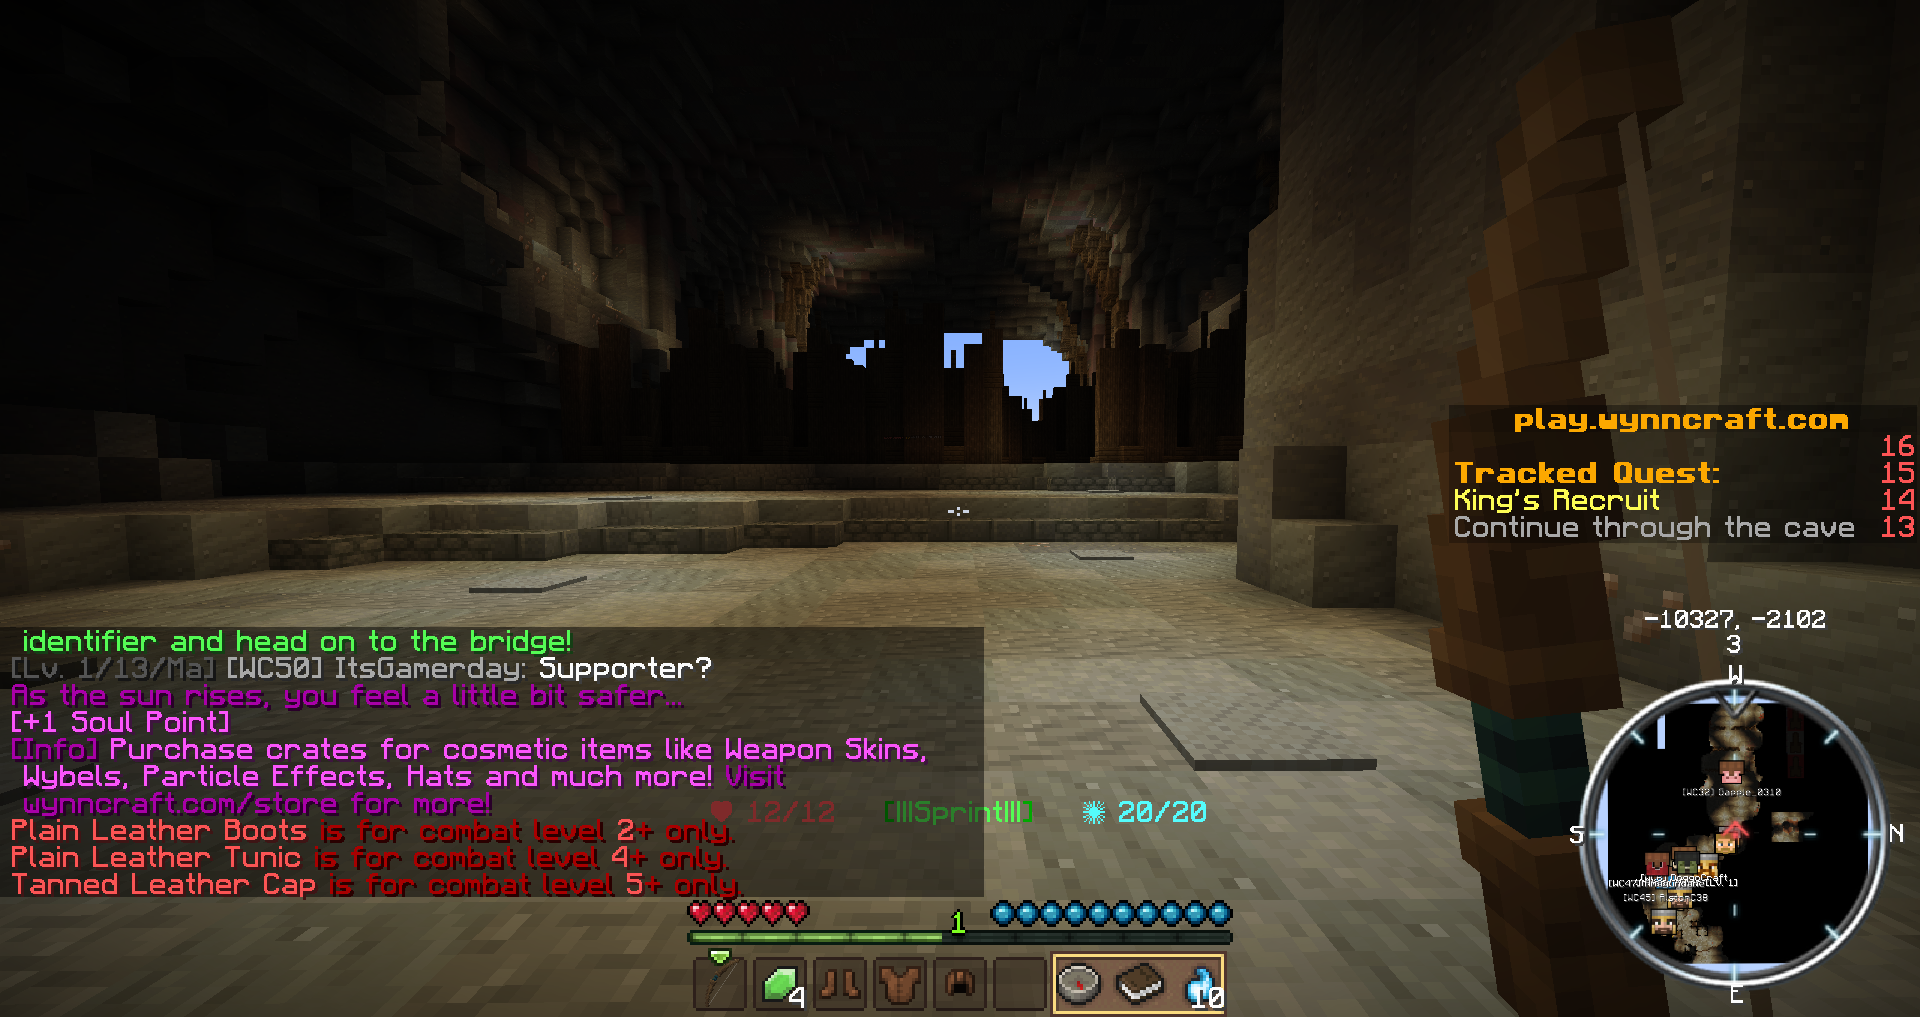 play.wynncraft.com
16
Tracked Quest: 15
King's Recruit 14
Continue through the cave 13
-10327, -2102
3
W
S
N
E
[WC30] 
identifier and head on to the bridge!
[Lv. 1/13/Ma] [WC50] ItsGamerday: Supporter?
As the sun rises, you feel a little bit safer...
[+1 Soul Point]
[Info] Purchase crates for cosmetic items like Weapon Skins,
Wybels, Particle Effects, Hats and much more! Visit
wynncraft.com/store for more!
Plain Leather Boots is for combat level 2+ only.
Plain Leather Tunic is for combat level 4+ only.
Tanned Leather Cap is for combat level 5+ only.
12/12 [|||Sprint|||] 20/20
1
4
10